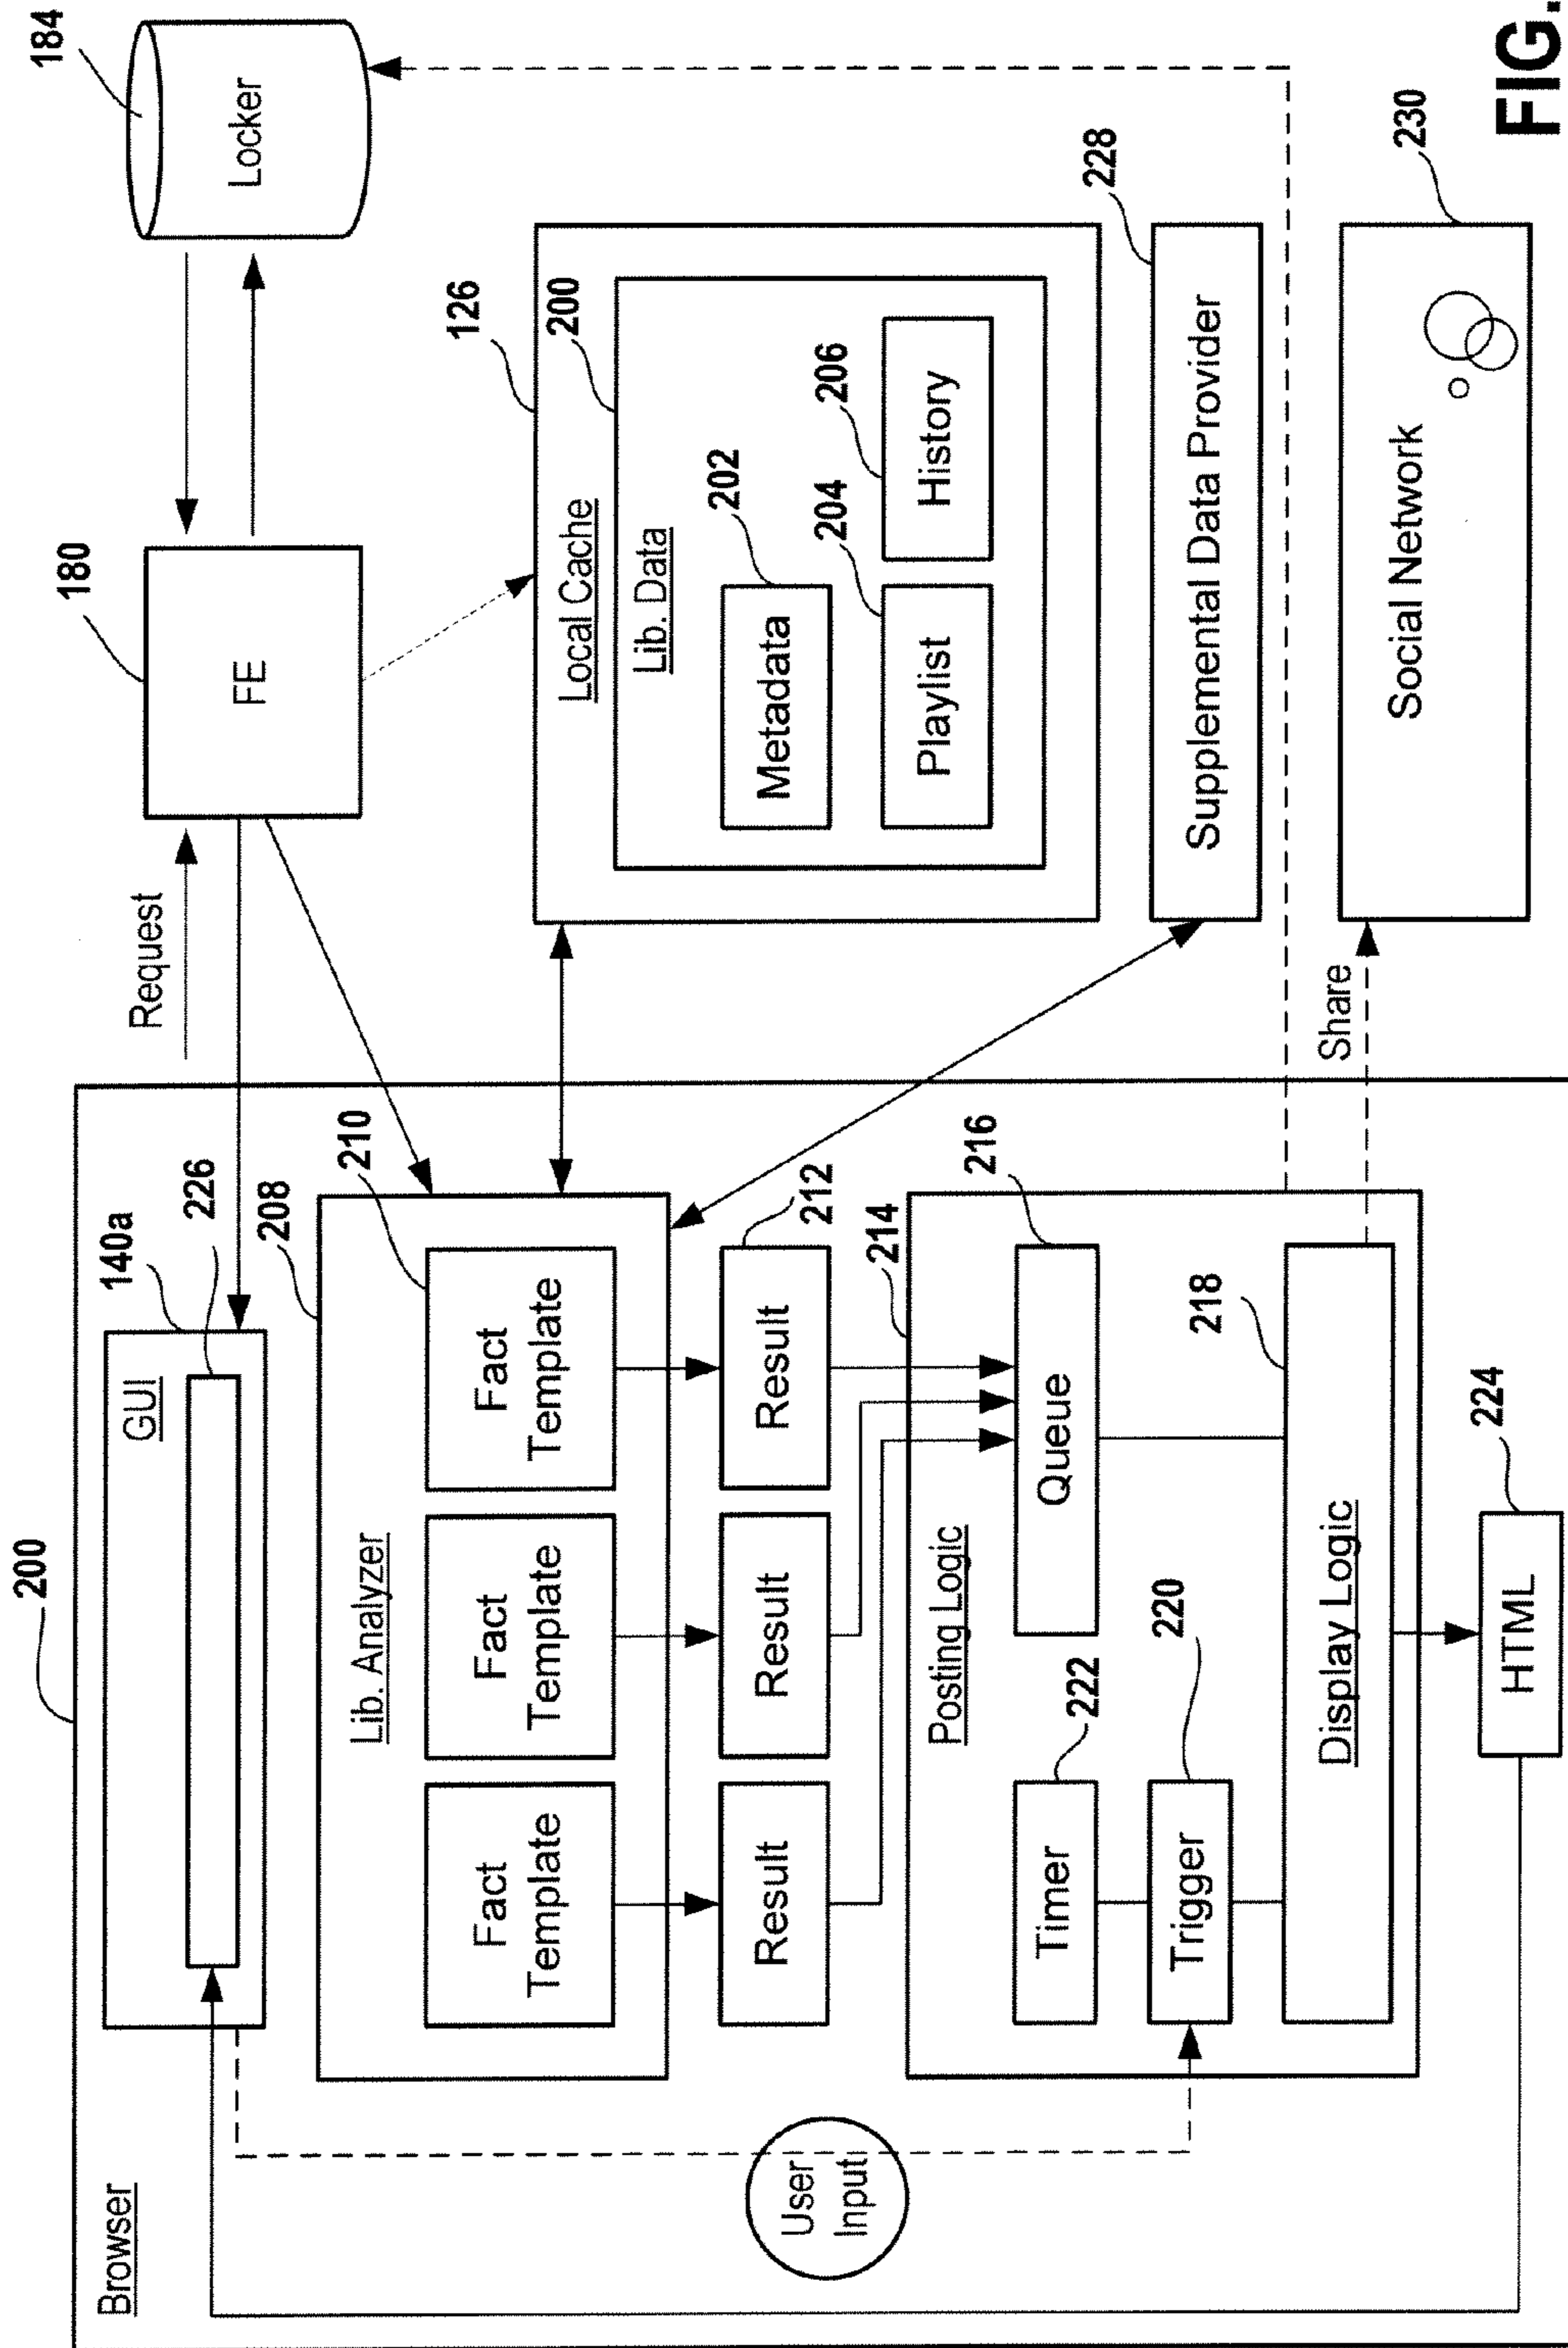 200
Browser
GUI
140a
226
Request
180
FE
184
Locker
208
Lib. Analyzer
210
Fact
Template
Fact
Template
Fact
Template
Result
Result
Result
212
126
Local Cache
200
Lib. Data
202
Metadata
204
Playlist
206
History
228
Supplemental Data Provider
User
Input
214
Posting Logic
216
Queue
222
Timer
220
Trigger
218
Display Logic
224
HTML
Share
230
Social Network
FIG.